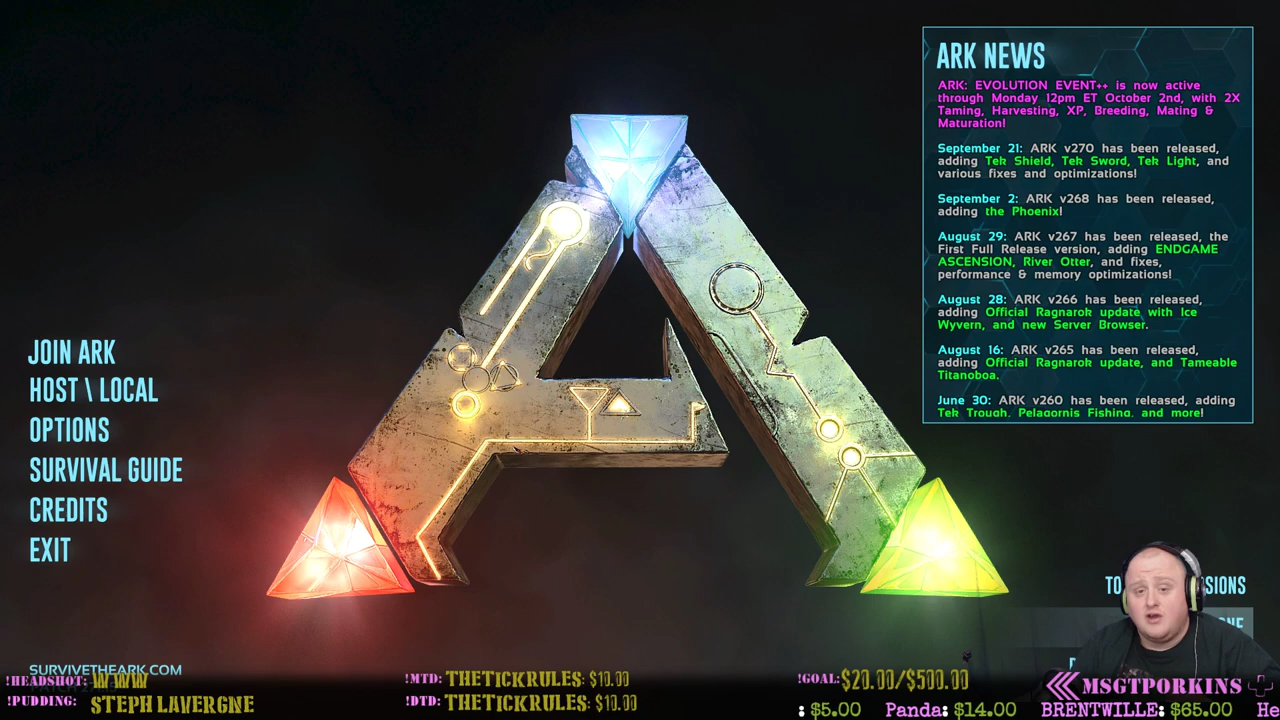 ARK NEWS
ARK: EVOLUTION EVENT++ is now active
through Monday 12pm ET October 2nd, with 2X
Taming, Harvesting, XP, Breeding, Mating &
Maturation!
September 21: ARK v270 has been released,
adding Tek Shield, Tek Sword, Tek Light, and
various fixes and optimizations!
September 2: ARK v268 has been released,
adding the Phoenix!
August 29: ARK v267 has been released, the
First Full Release version, adding ENDGAME
ASCENSION, River Otter, and fixes,
performance & memory optimizations!
August 28: ARK v266 has been released,
adding Official Ragnarok update with Ice
Wyvern, and new Server Browser.
August 16: ARK v265 has been released,
adding Official Ragnarok update, and Tameable
Titanoboa.
June 30: ARK v260 has been released, adding
Tek Trough, Pelagornis Fishing, and more!
JOIN ARK
HOST \ LOCAL
OPTIONS
SURVIVAL GUIDE
CREDITS
EXIT
SURVIVETHEARK.COM
!HEADSHOT:
!PUDDING: STEPH LAVERGNE
!MTD: THETICKRULES: $10.00
!DTD: THETICKRULES: $10.00
!GOAL: $20.00/$500.00
MSGTPORKINS
: $5.00 Panda: $14.00 BRENTWILLE: $65.00 He